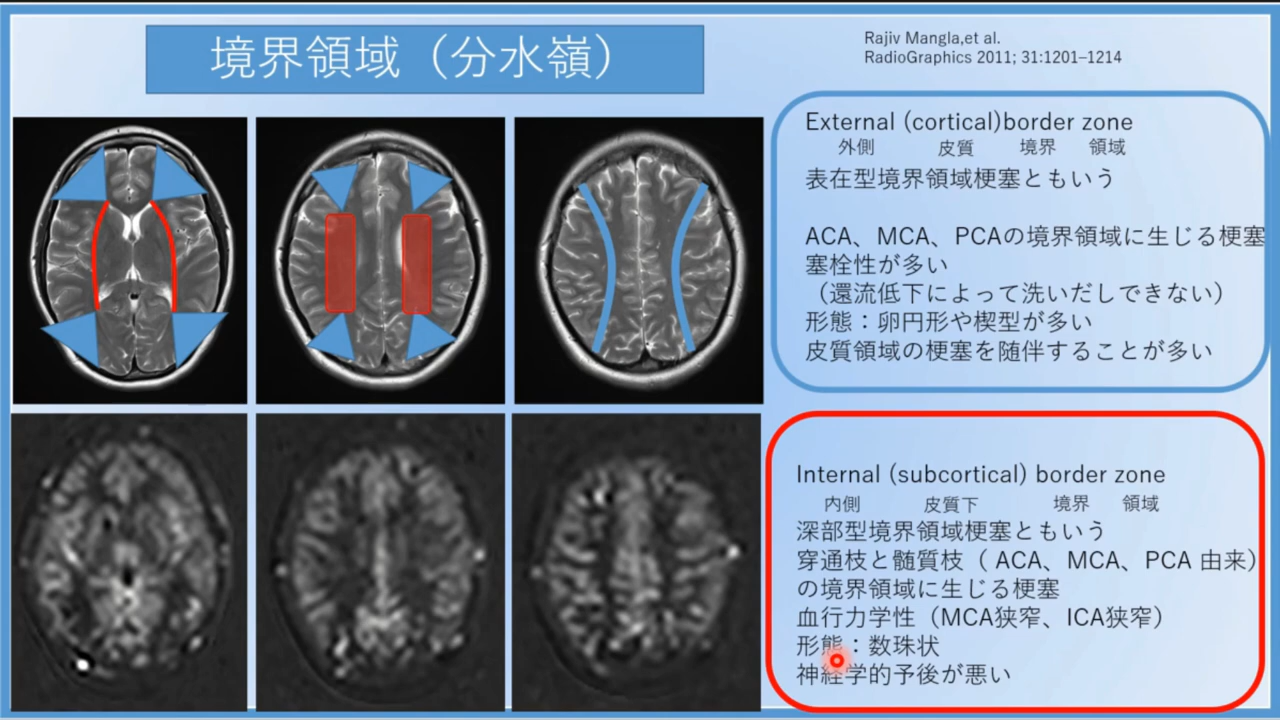 境界領域（分水嶺）
Rajiv Mangla,et al.
RadioGraphics 2011; 31:1201–1214
External (cortical)border zone
外側 皮質 境界 領域
表在型境界領域梗塞ともいう
ACA、MCA、PCAの境界領域に生じる梗塞
塞栓性が多い
（還流低下によって洗いだしできない）
形態：卵円形や楔型が多い
皮質領域の梗塞を随伴することが多い
Internal (subcortical) border zone
内側 皮質下 境界 領域
深部型境界領域梗塞ともいう
穿通枝と髄質枝（ ACA、MCA、PCA 由来）
の境界領域に生じる梗塞
血行力学性（MCA狭窄、ICA狭窄）
形態：数珠状
神経学的予後が悪い